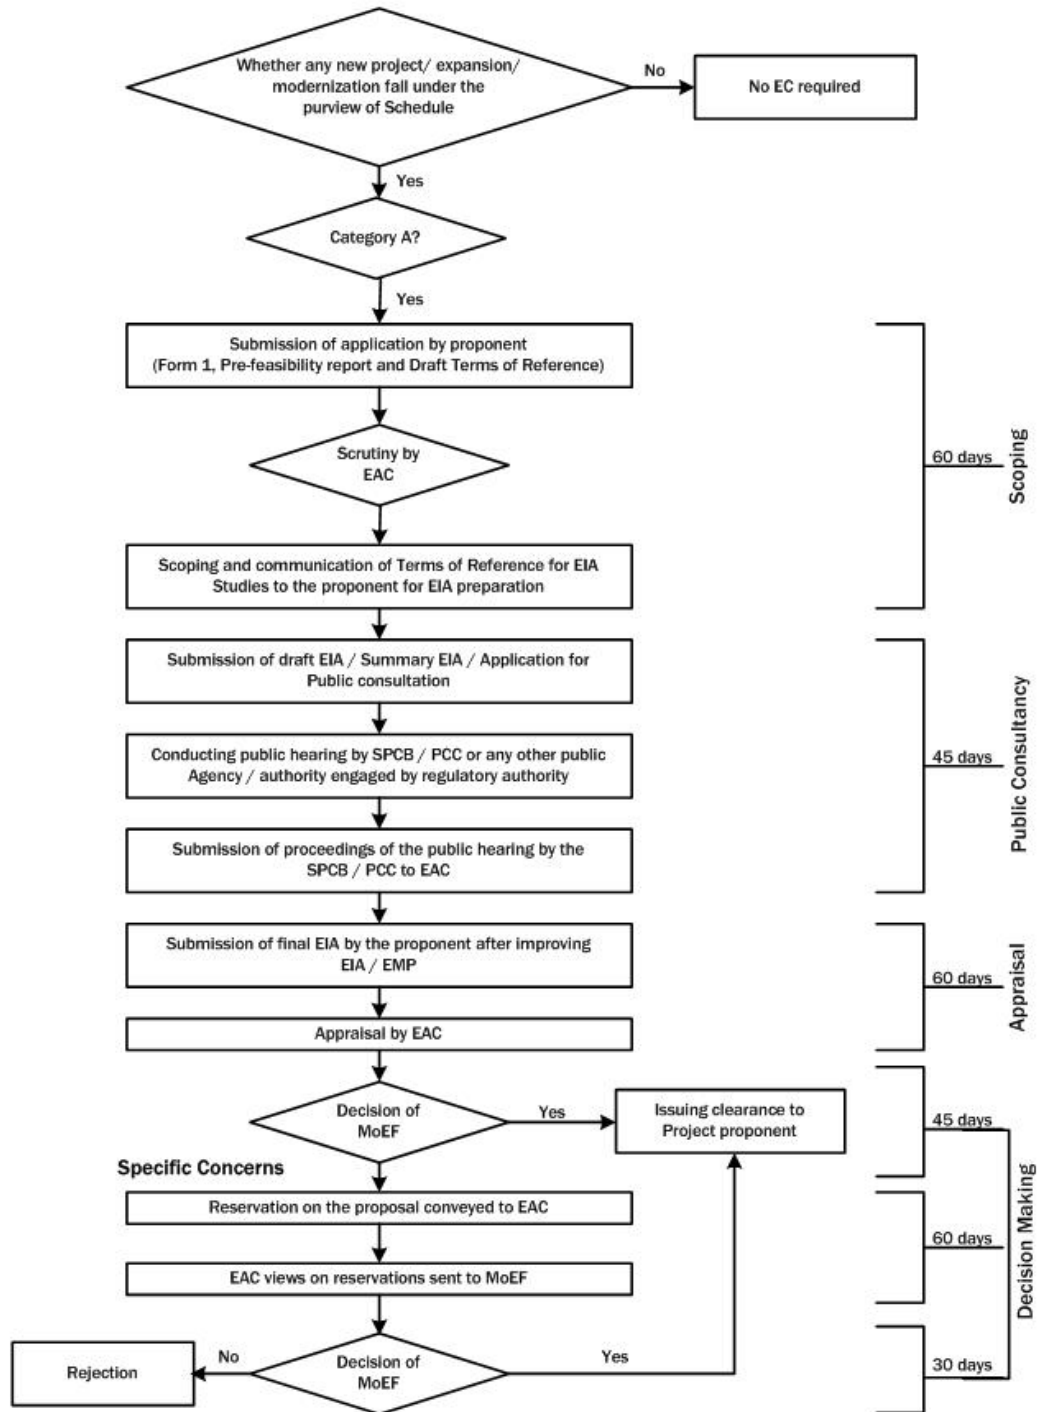 Whether any new project/ expansion/
modernization fall under the
purview of Schedule
No
No EC required
Yes
Category A?
Yes
Submission of application by proponent
(Form 1, Pre-feasibility report and Draft Terms of Reference)
Scrutiny by
EAC
60 days
Scoping
Scoping and communication of Terms of Reference for EIA
Studies to the proponent for EIA preparation
Submission of draft EIA / Summary EIA / Application for
Public consultation
Conducting public hearing by SPCB / PCC or any other public
Agency / authority engaged by regulatory authority
45 days
Public Consultancy
Submission of proceedings of the public hearing by the
SPCB / PCC to EAC
Submission of final EIA by the proponent after improving
EIA / EMP
60 days
Appraisal
Appraisal by EAC
Decision of
MoEF
Yes
Issuing clearance to
Project proponent
45 days
Specific Concerns
Reservation on the proposal conveyed to EAC
60 days
Decision Making
EAC views on reservations sent to MoEF
Rejection
No
Decision of
MoEF
Yes
30 days